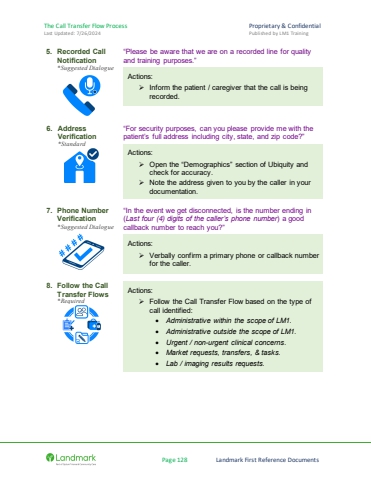 The Call Transfer Flow Process
Proprietary & Confidential
Last updated: 7/26/2024
Published by LM1 Training
5. Recorded Call
Notification
*Suggested Dialogue
"Please be aware that we are on a recorded line for quality
and training purposes."
Actions:
➢ Inform the patient / caregiver that the call is being
recorded.
6. Address
Verification
*Standard
"For security purposes, can you please provide me with the
patient's full address including city, state, and zip code?"
Actions:
➢ Open the "Demographics" section of Ubiquity and
check for accuracy.
➢ Note the address given to you by the caller in your
documentation.
7. Phone Number
Verification
*Suggested Dialogue
"In the event we get disconnected, is the number ending in
(Last four (4) digits of the caller's phone number) a good
callback number to reach you?"
####
Actions:
➢ Verbally confirm a primary phone or callback number
for the caller.
8. Follow the Call
Transfer Flows
*Required
Actions:
➢ Follow the Call Transfer Flow based on the type of
call identified:
• Administrative within the scope of LM1.
• Administrative outside the scope of LM1.
• Urgent / non-urgent clinical concerns.
• Market requests, transfers, & tasks.
• Lab / imaging results requests.
Landmark
Page 128
Landmark First Reference Documents